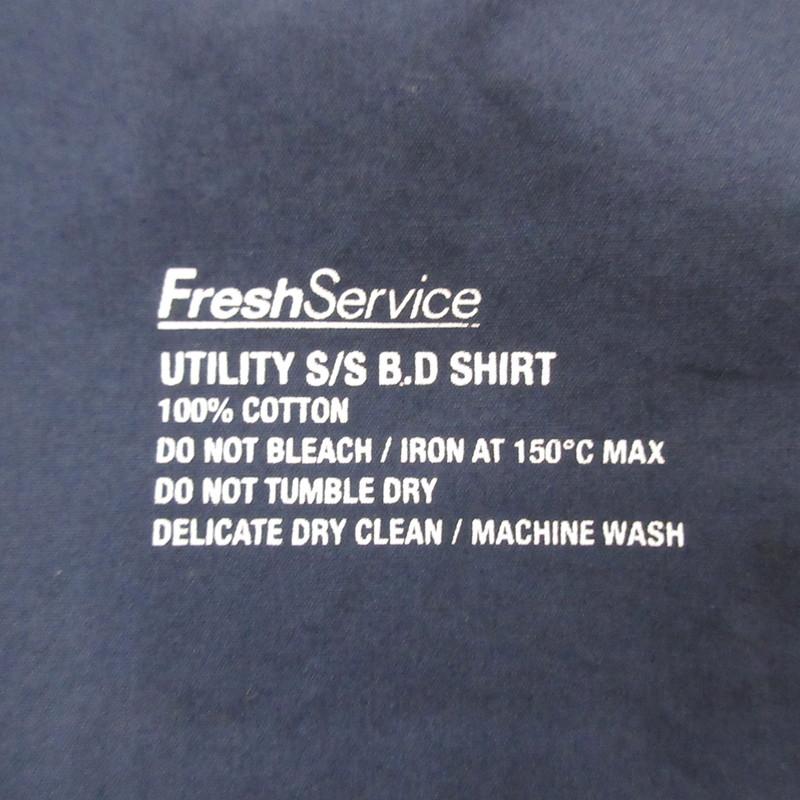 FreshService
UTILITY S/S B.D SHIRT
100% COTTON
DO NOT BLEACH / IRON AT 150°C MAX
DO NOT TUMBLE DRY
DELICATE DRY CLEAN / MACHINE WASH